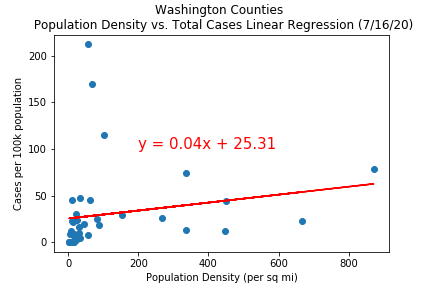 Washington Counties
Population Density vs. Total Cases Linear Regression (7/16/20)
200
150
100
50
0
Cases per 100k population
y = 0.04x + 25.31
0 200 400 600 800
Population Density (per sq mi)